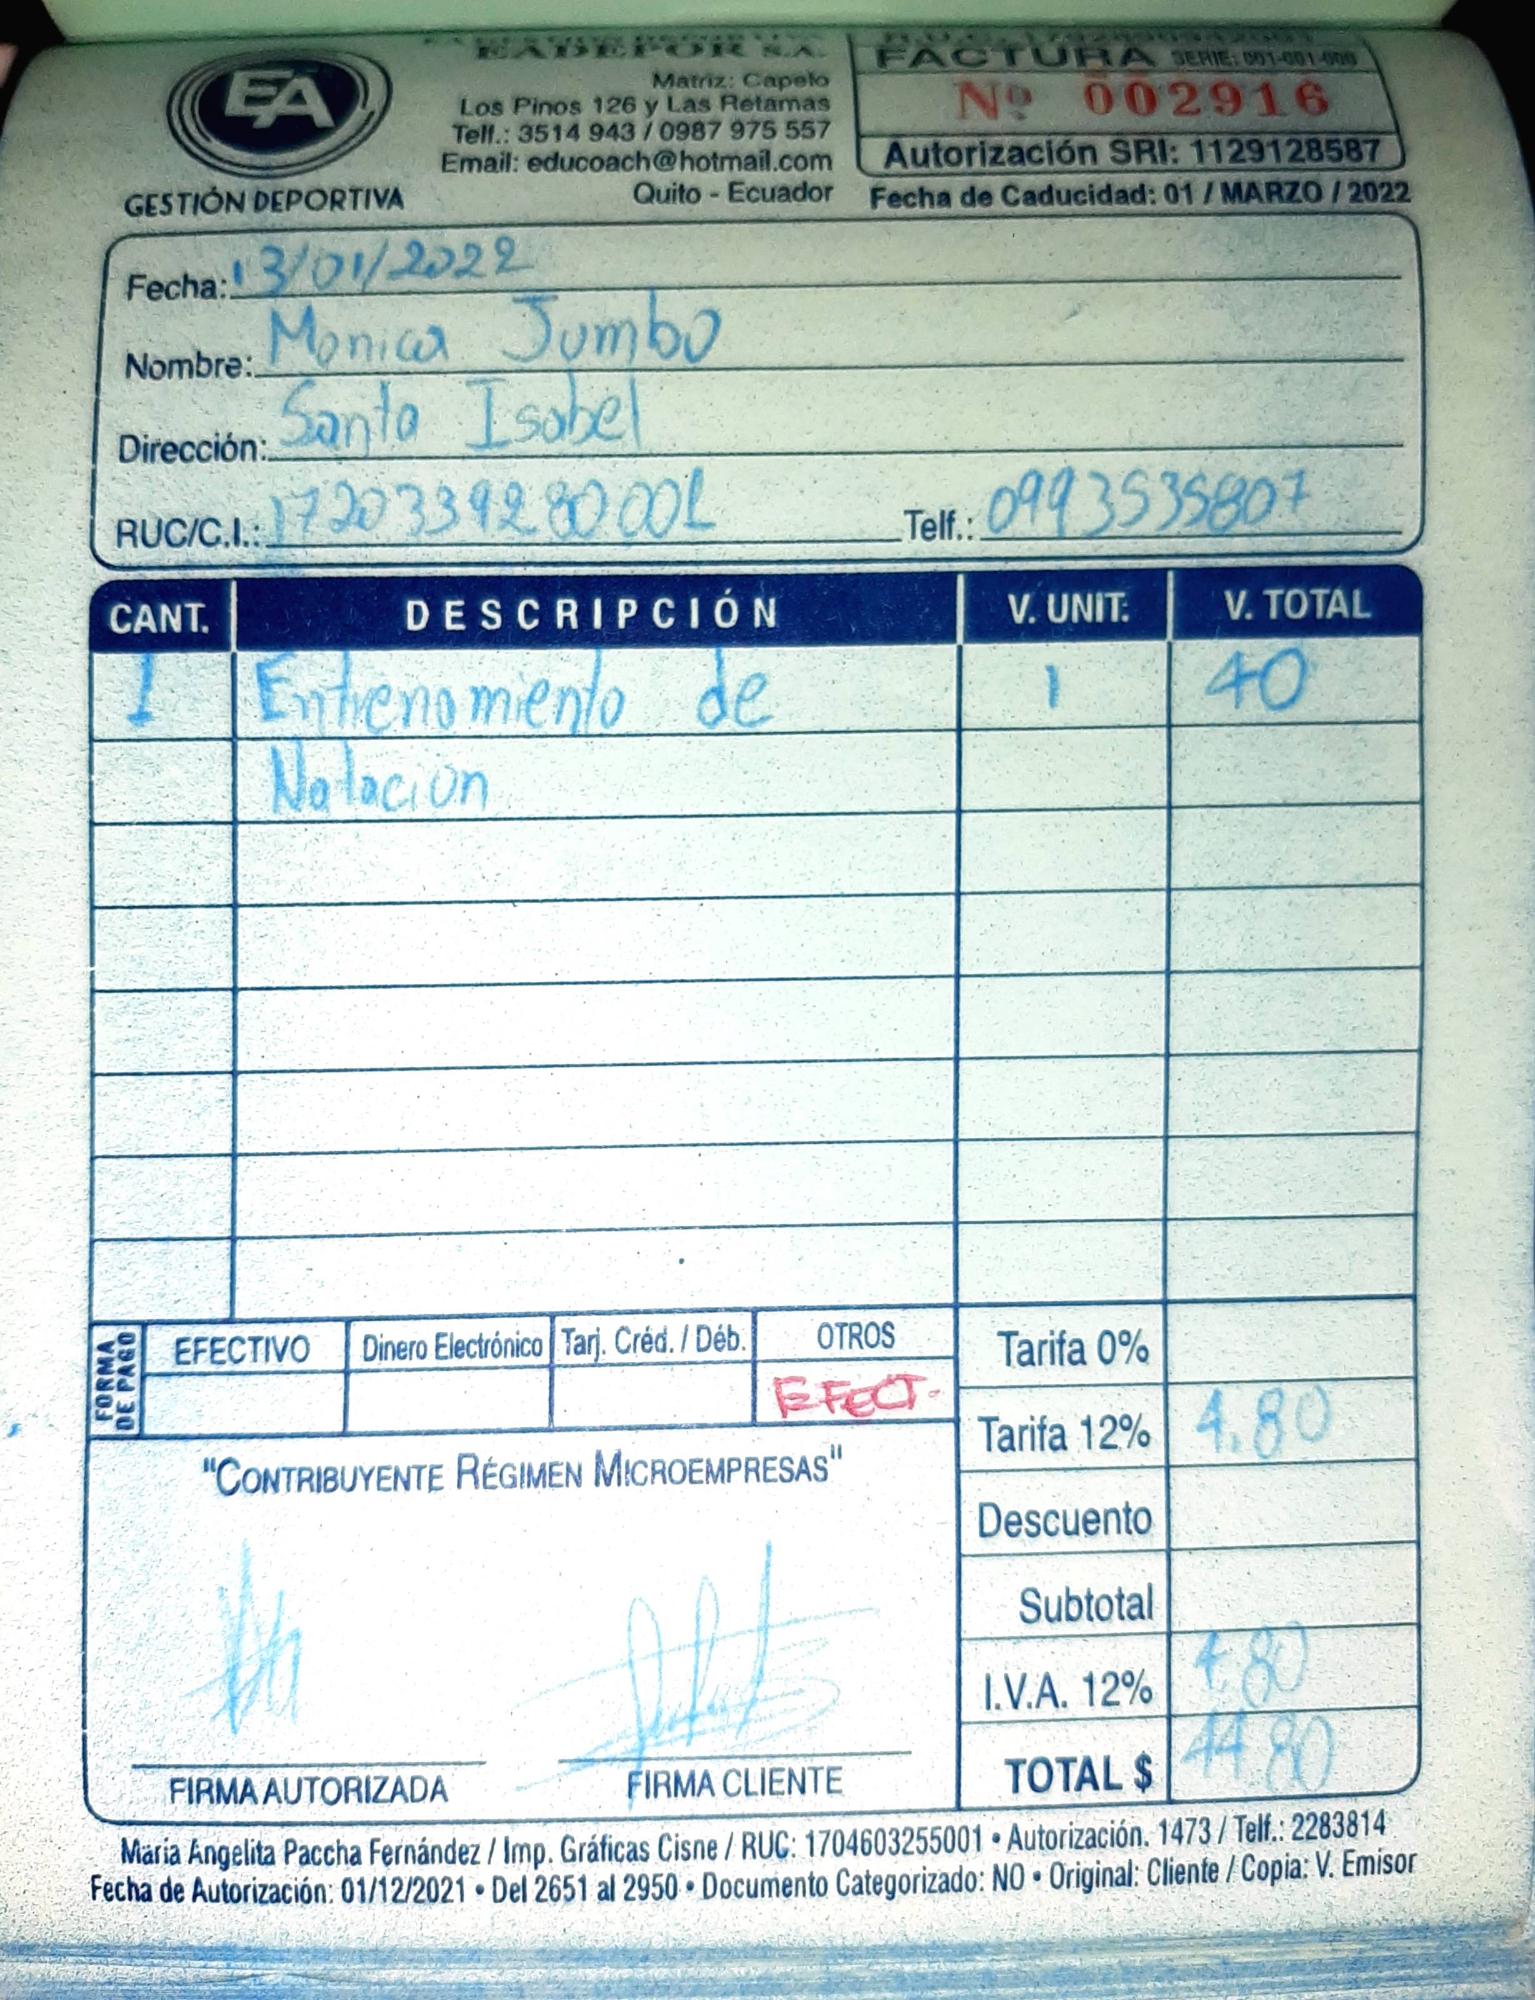 EA
GESTIÓN DEPORTIVA
EADEPOR S.A.
Matriz: Capelo
Los Pinos 126 y Las Retamas
Telf.: 3514 943 / 0987 975 557
Email: educoach@hotmail.com
Quito - Ecuador
FACTURA SERIE: 001-001-000
Nº 002916
Autorización SRI: 1129128587
Fecha de Caducidad: 01 / MARZO / 2022
Fecha: 13/01/2022
Nombre: Monica Jumbo
Dirección: Santa Isabel
RUC/C.I.: 1720339280001 Telf.: 0993535807
CANT. DESCRIPCIÓN V. UNIT. V. TOTAL
1 Entrenamiento de 1 40
Natacion
FORMA DE PAGO
EFECTIVO Dinero Electrónico Tarj. Créd. / Déb. OTROS
EFECT.
Tarifa 0%
Tarifa 12% 4.80
Descuento
Subtotal
I.V.A. 12% 4.80
TOTAL $ 44 80
"CONTRIBUYENTE RÉGIMEN MICROEMPRESAS"
FIRMA AUTORIZADA FIRMA CLIENTE
María Angelita Paccha Fernández / Imp. Gráficas Cisne / RUC: 1704603255001 • Autorización. 1473 / Telf.: 2283814
Fecha de Autorización: 01/12/2021 • Del 2651 al 2950 • Documento Categorizado: NO • Original: Cliente / Copia: V. Emisor